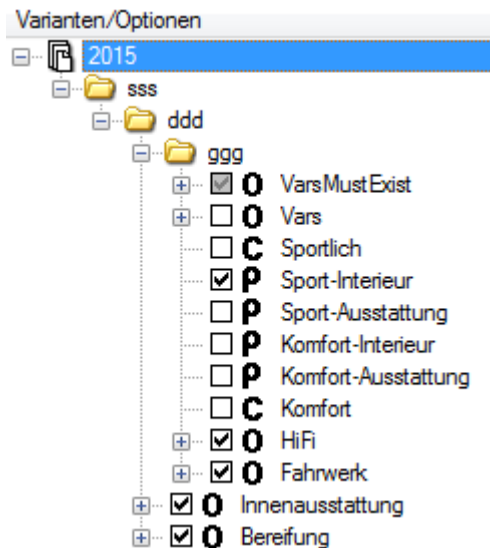 Varianten/Optionen
2015
sss
ddd
ggg
O VarsMustExist
O Vars
C Sportlich
P Sport-Interieur
P Sport-Ausstattung
P Komfort-Interieur
P Komfort-Ausstattung
C Komfort
O HiFi
O Fahrwerk
O Innenausstattung
O Bereifung